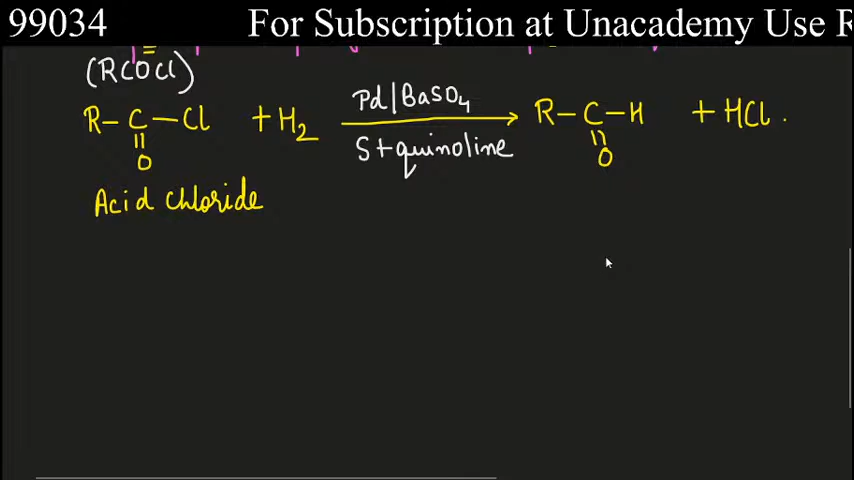 99034 For Subscription at Unacademy Use R
(RCOCl)
R-C-Cl + H2 Pd|BaSO4 R-C-H + HCl.
|| S+quinoline ||
O O
Acid chloride